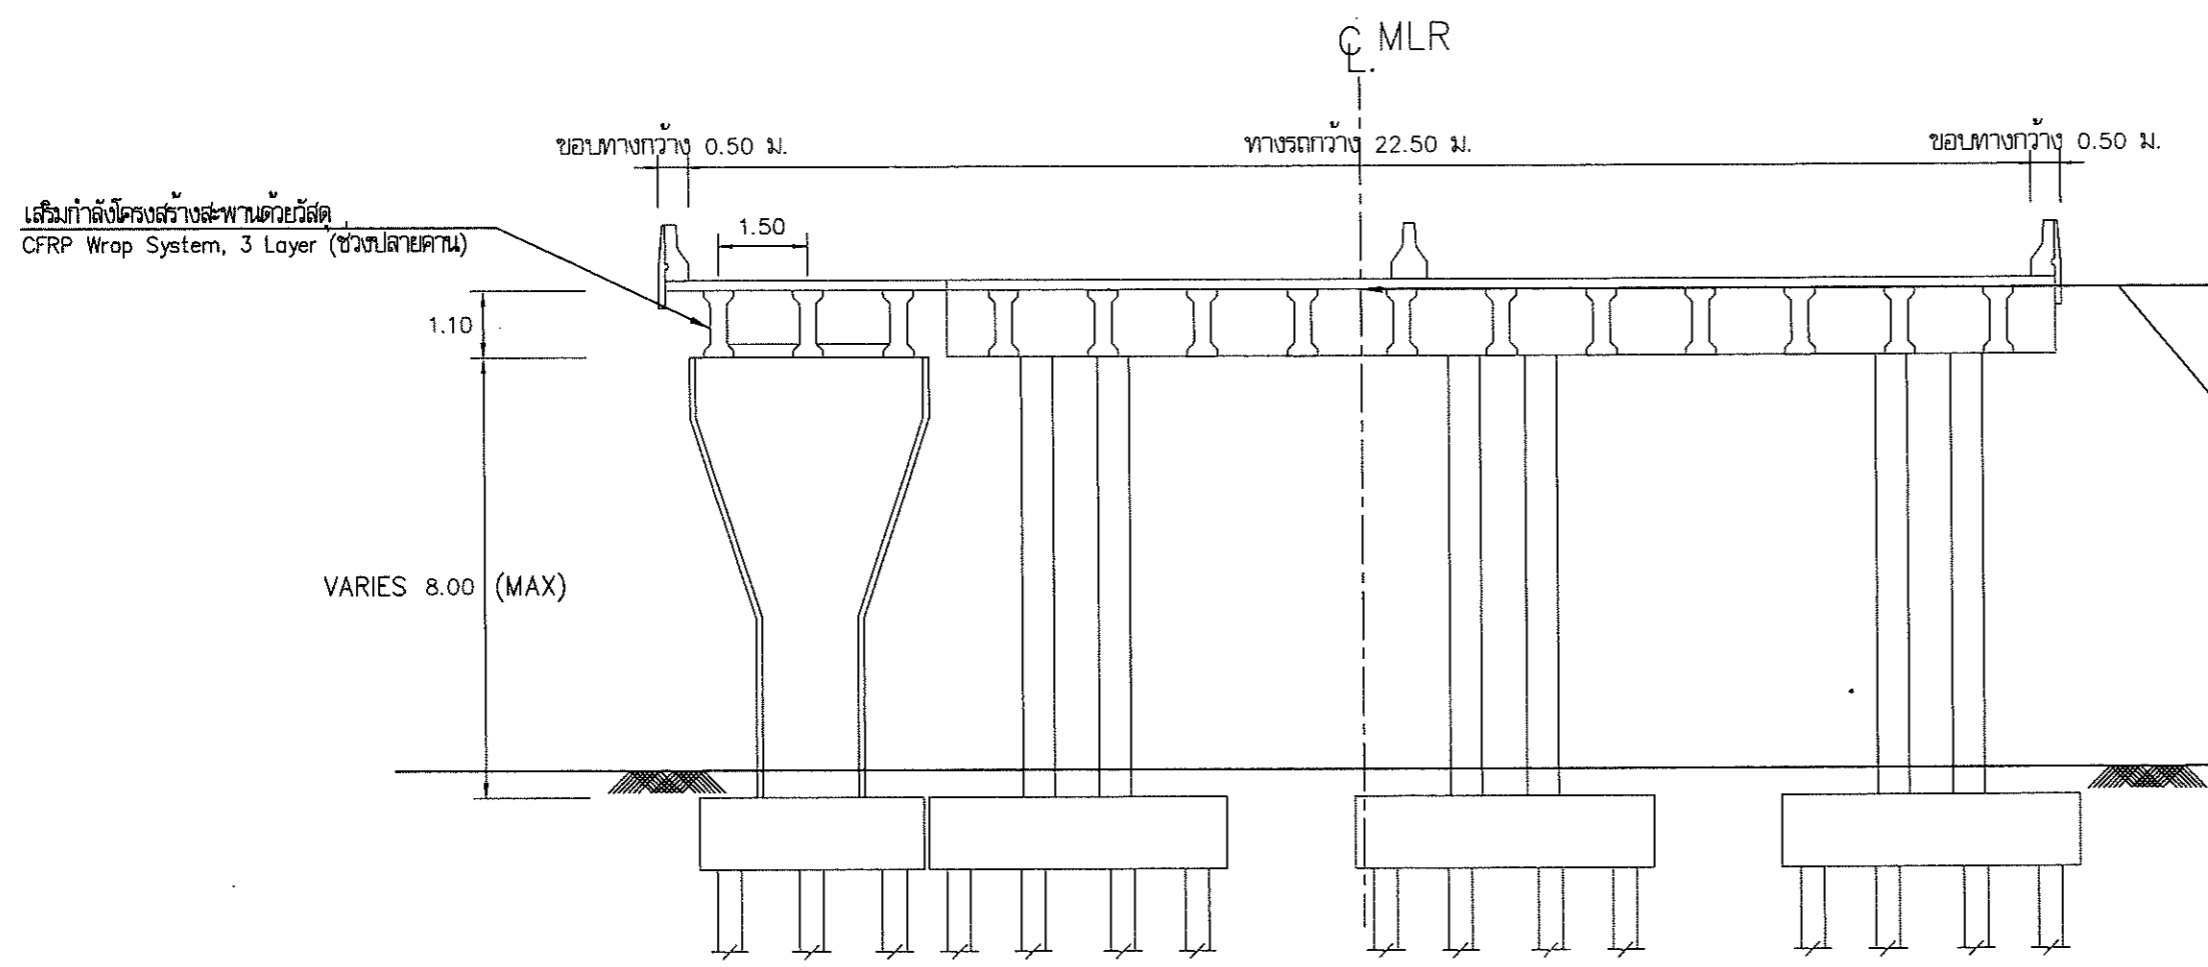 ℄ MLR
ขอบทางกว้าง 0.50 ม.
ทางรถกว้าง 22.50 ม.
ขอบทางกว้าง 0.50 ม.
เสริมกำลังโครงสร้างสะพานด้วยวัสดุ
CFRP Wrap System, 3 Layer (ช่วงปลายคาน)
1.50
1.10
VARIES 8.00 (MAX)